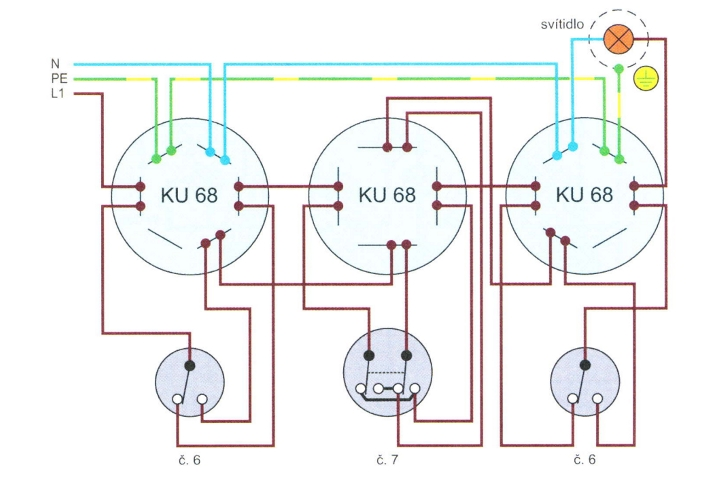 svítidlo
N
PE
L1
KU 68
KU 68
KU 68
č. 6
č. 7
č. 6